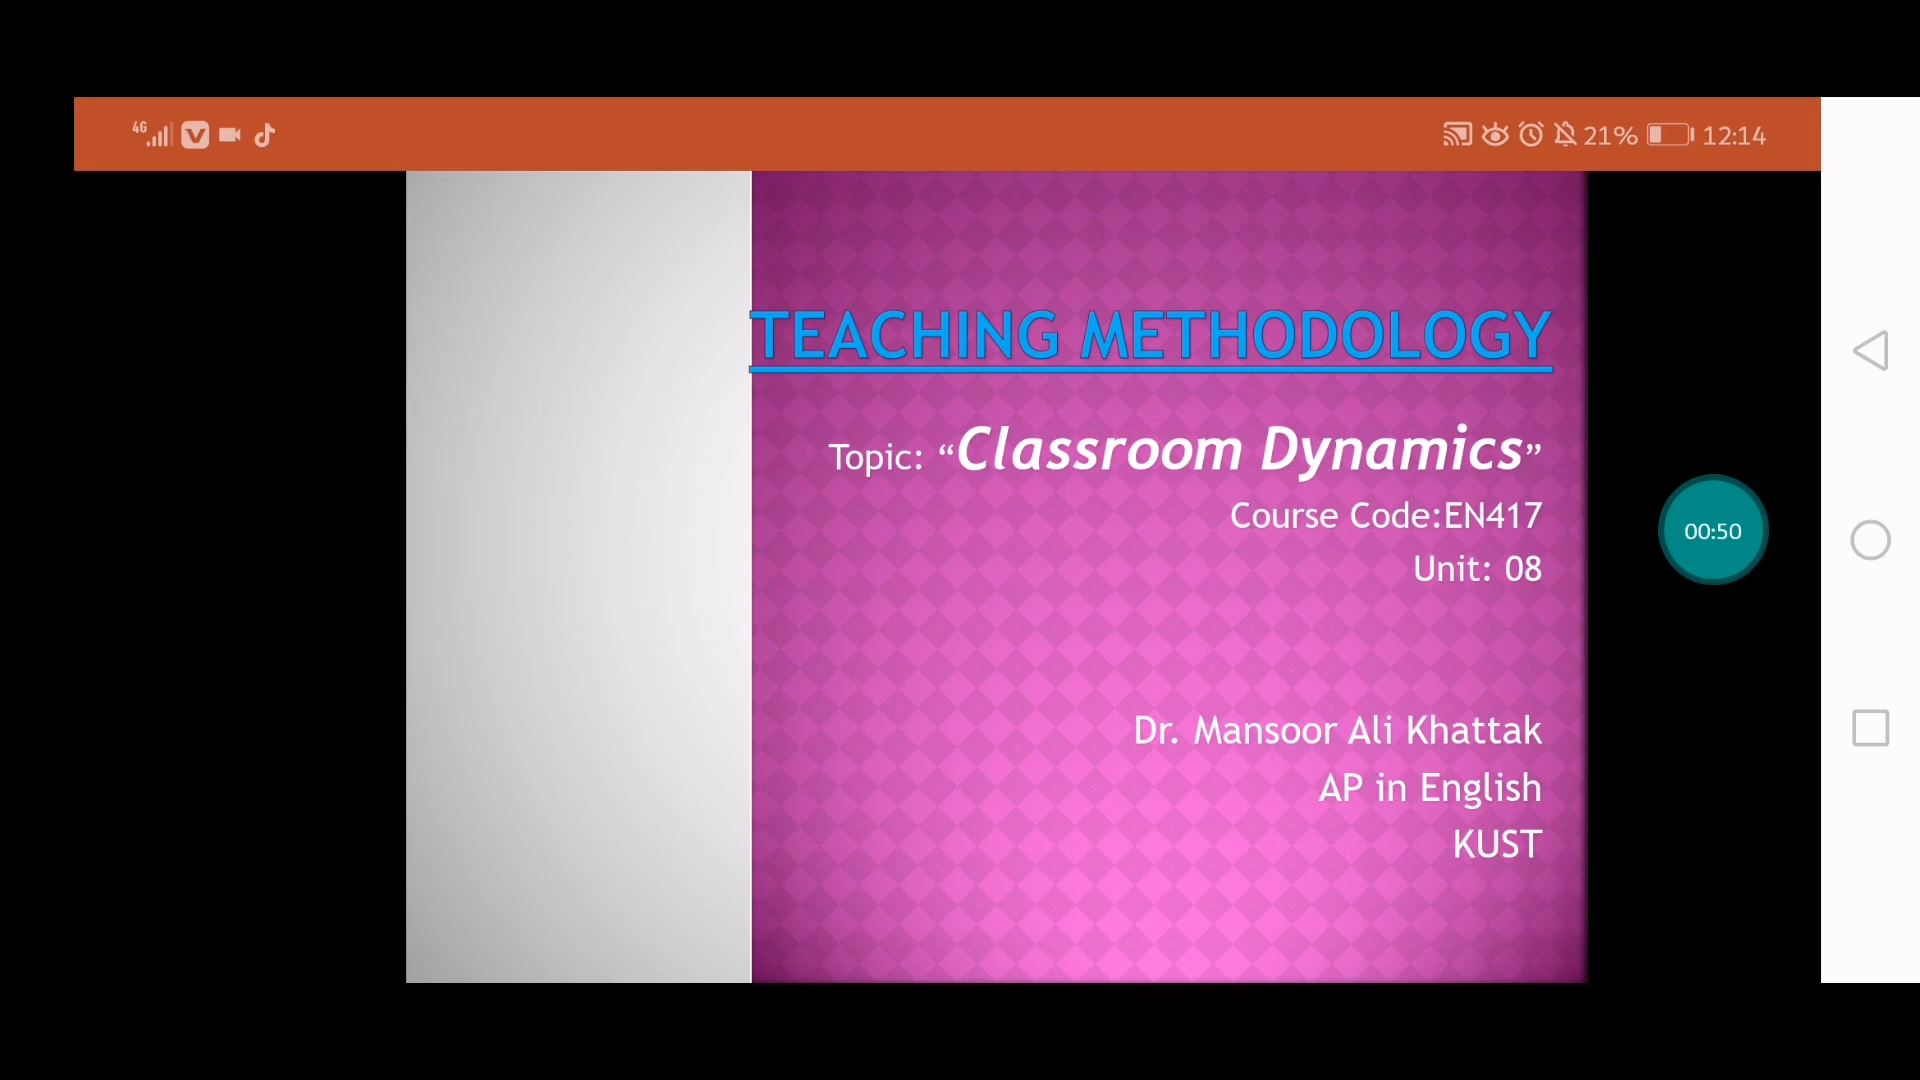 4G
21% 12:14
TEACHING METHODOLOGY
Topic: “Classroom Dynamics”
Course Code:EN417
Unit: 08
00:50
Dr. Mansoor Ali Khattak
AP in English
KUST